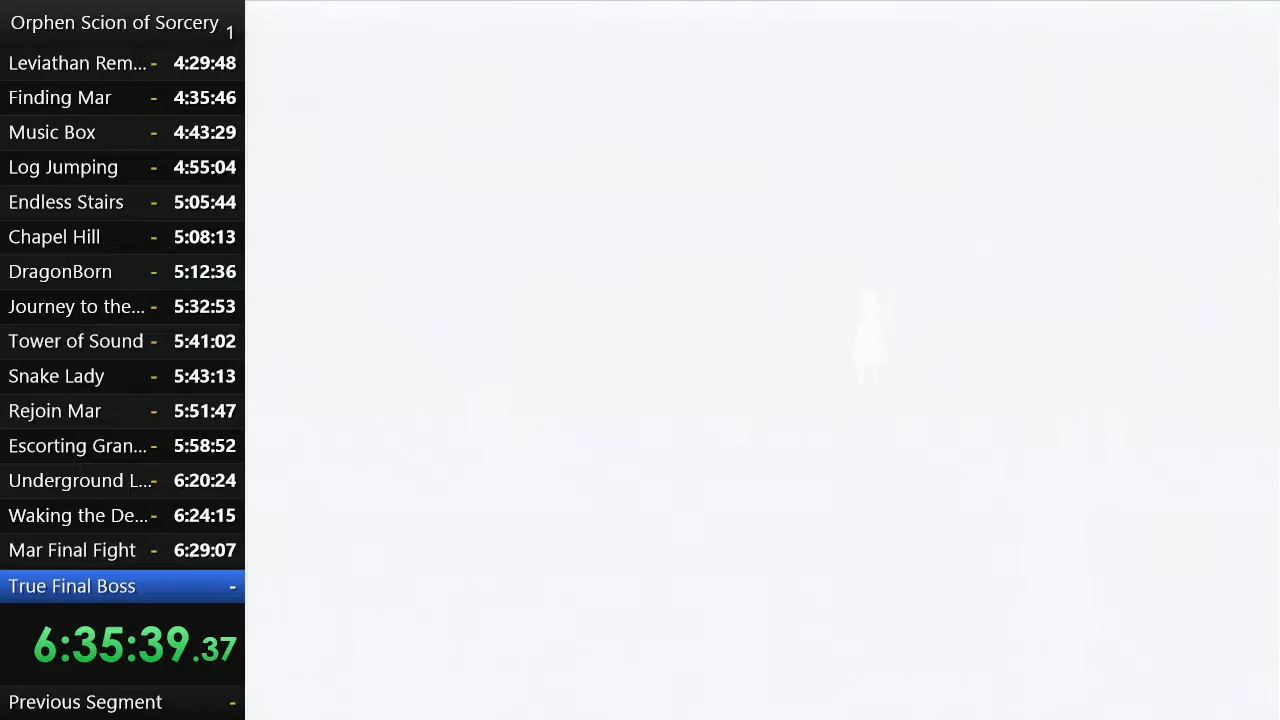 Orphen Scion of Sorcery 1
Leviathan Rem... - 4:29:48
Finding Mar - 4:35:46
Music Box - 4:43:29
Log Jumping - 4:55:04
Endless Stairs - 5:05:44
Chapel Hill - 5:08:13
DragonBorn - 5:12:36
Journey to the... - 5:32:53
Tower of Sound - 5:41:02
Snake Lady - 5:43:13
Rejoin Mar - 5:51:47
Escorting Gran... - 5:58:52
Underground L... - 6:20:24
Waking the De... - 6:24:15
Mar Final Fight - 6:29:07
True Final Boss -
6:35:39.37
Previous Segment -